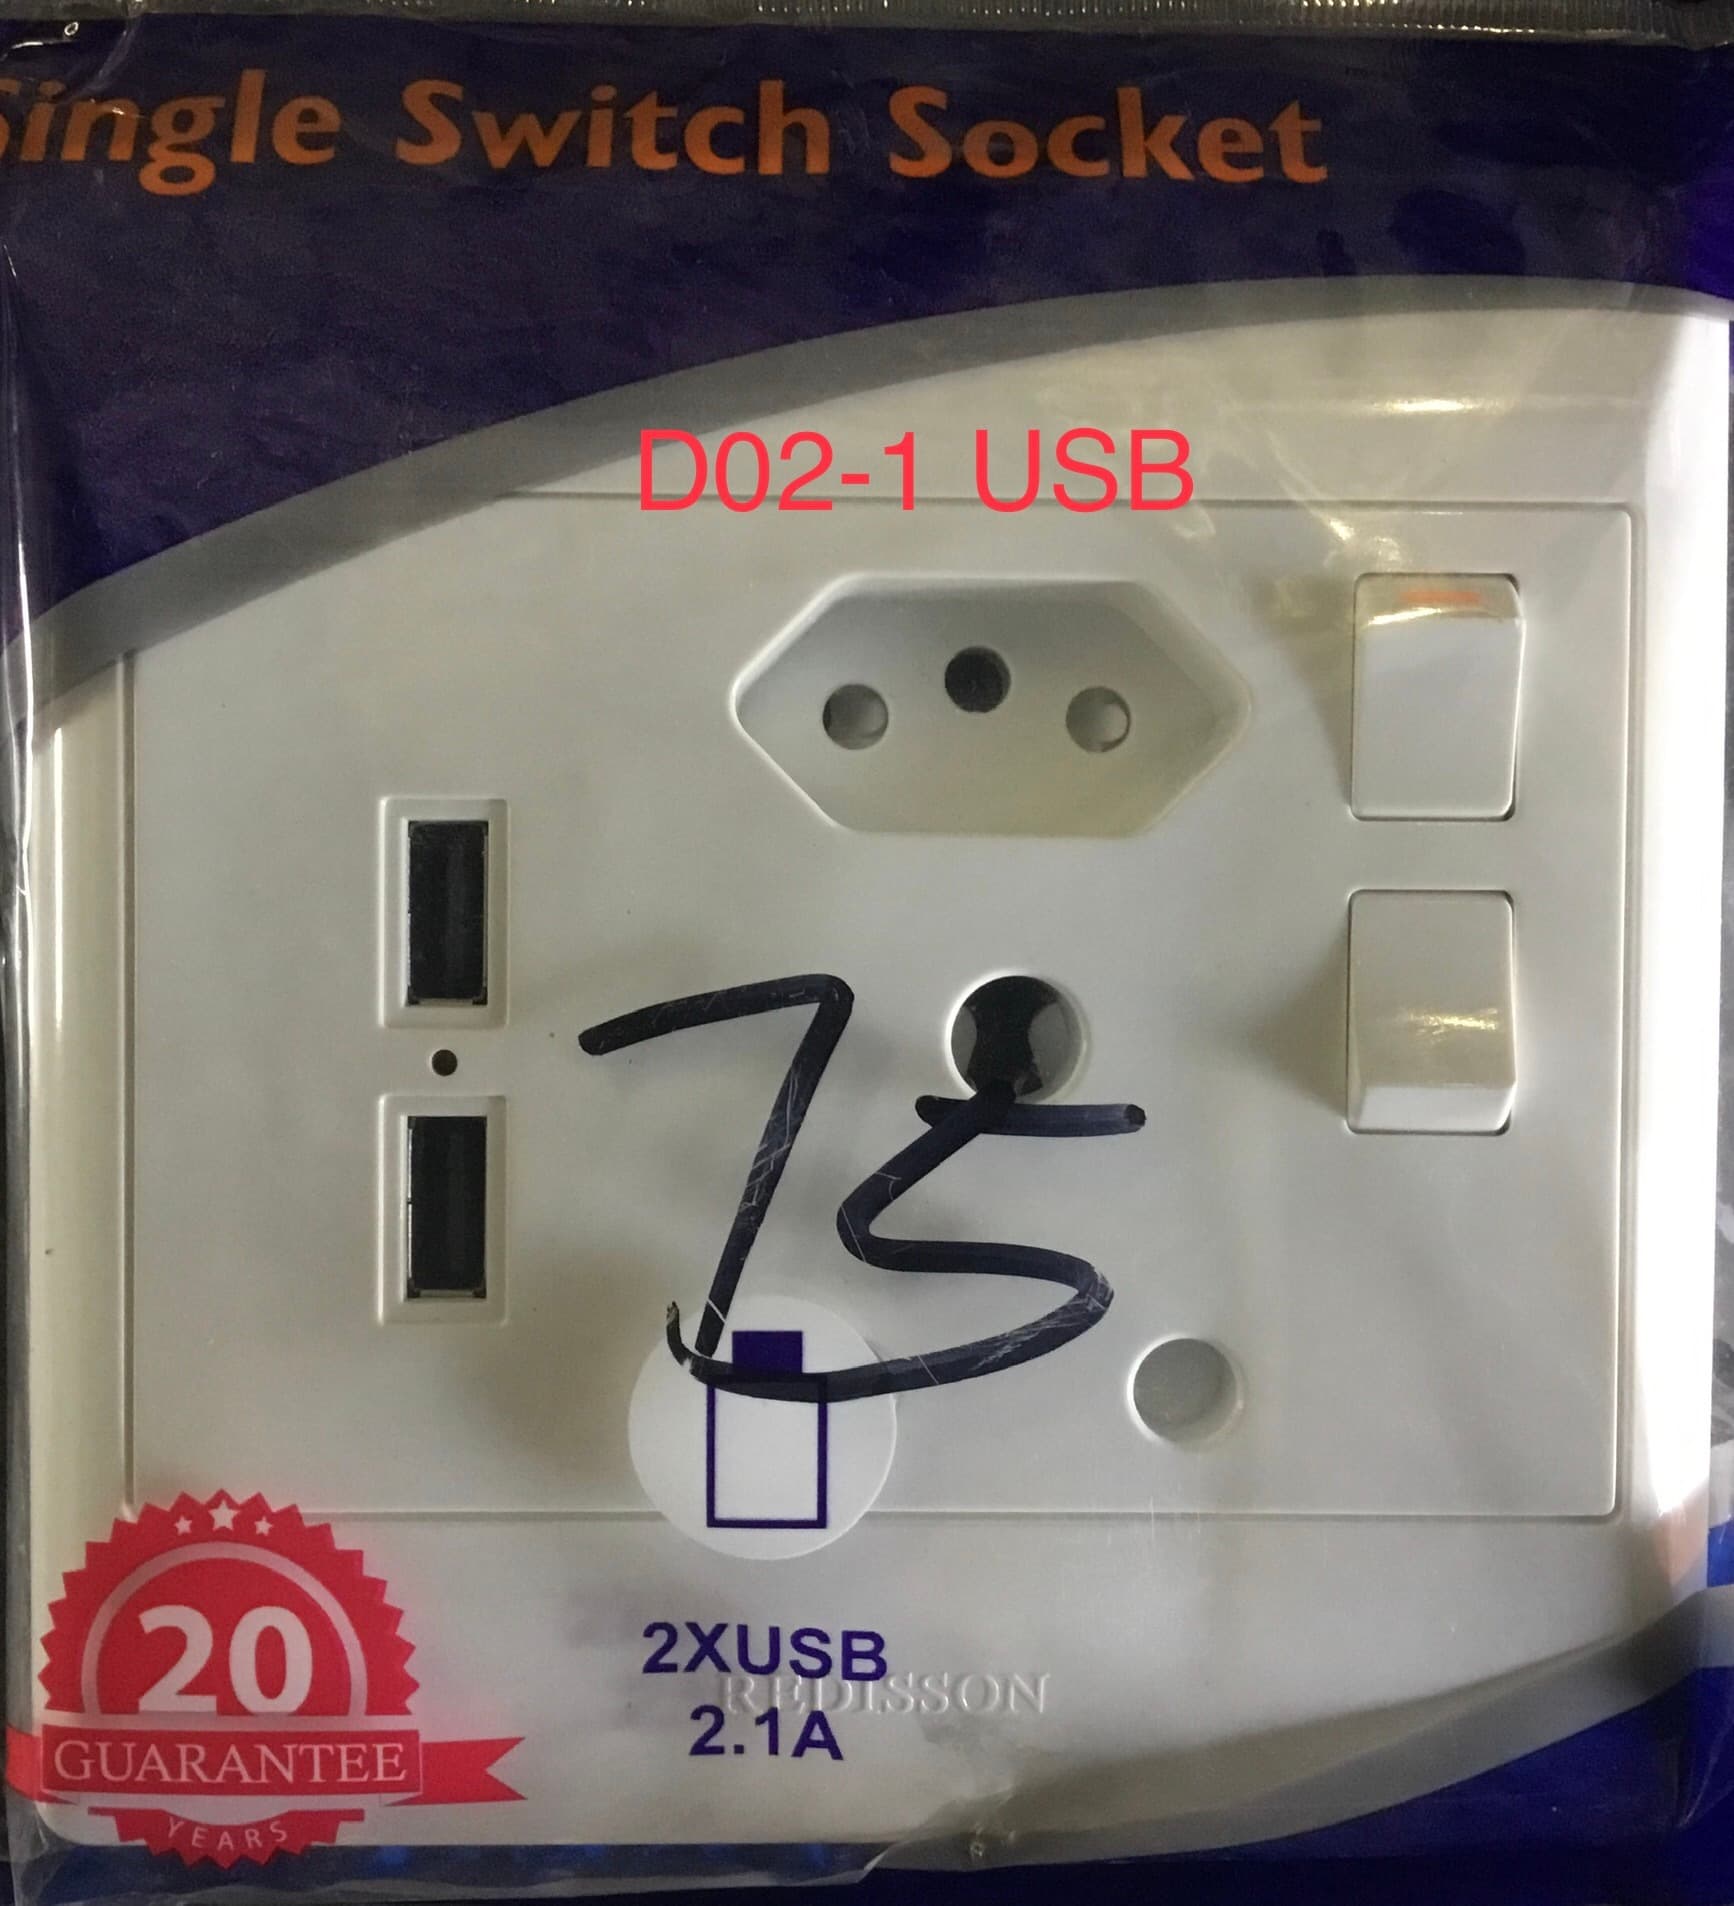 Single Switch Socket
D02-1 USB
75
2XUSB
REDISSON
2.1A
20
GUARANTEE
YEARS